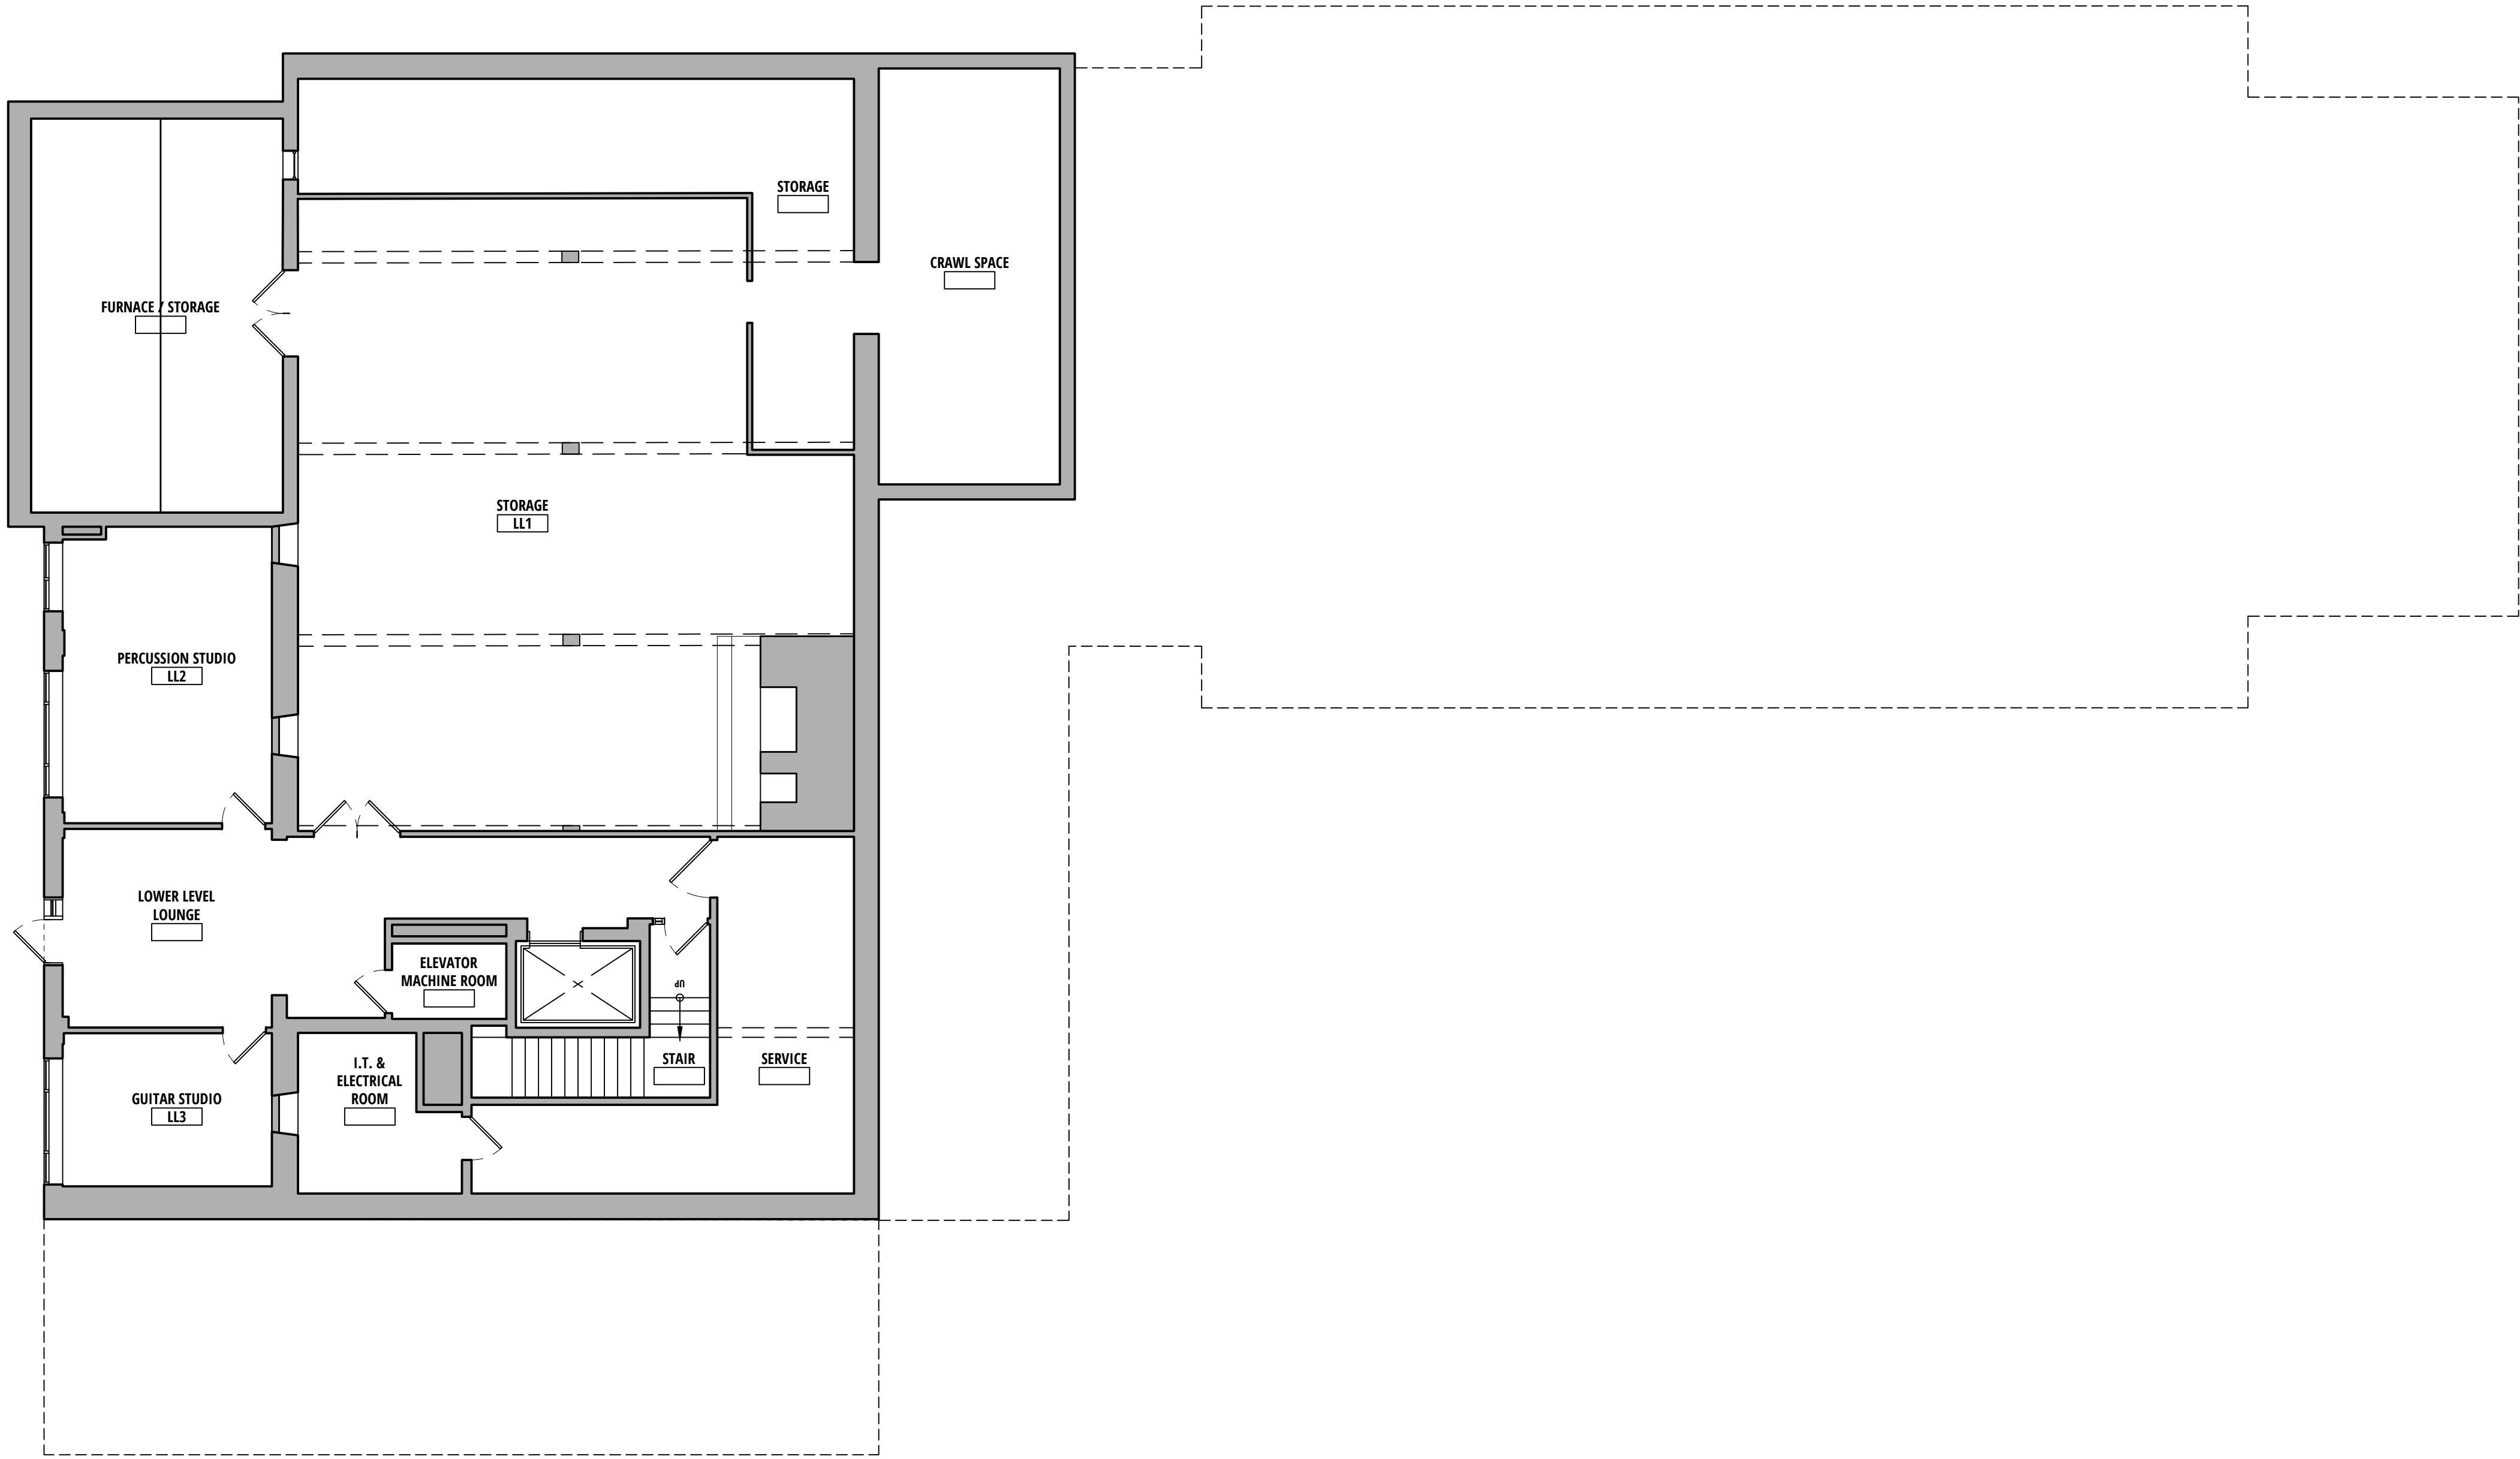 STORAGE
CRAWL SPACE
FURNACE / STORAGE
STORAGE
LL1
PERCUSSION STUDIO
LL2
LOWER LEVEL
LOUNGE
ELEVATOR
MACHINE ROOM
UP
I.T. &
ELECTRICAL
ROOM
STAIR
SERVICE
GUITAR STUDIO
LL3